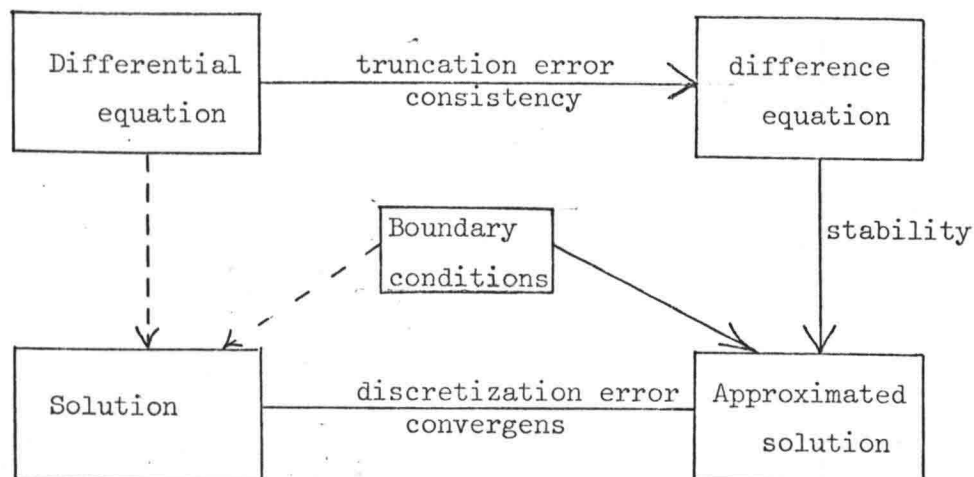 Differential
equation
truncation error
consistency
difference
equation
Boundary
conditions
stability
Solution
discretization error
convergens
Approximated
solution